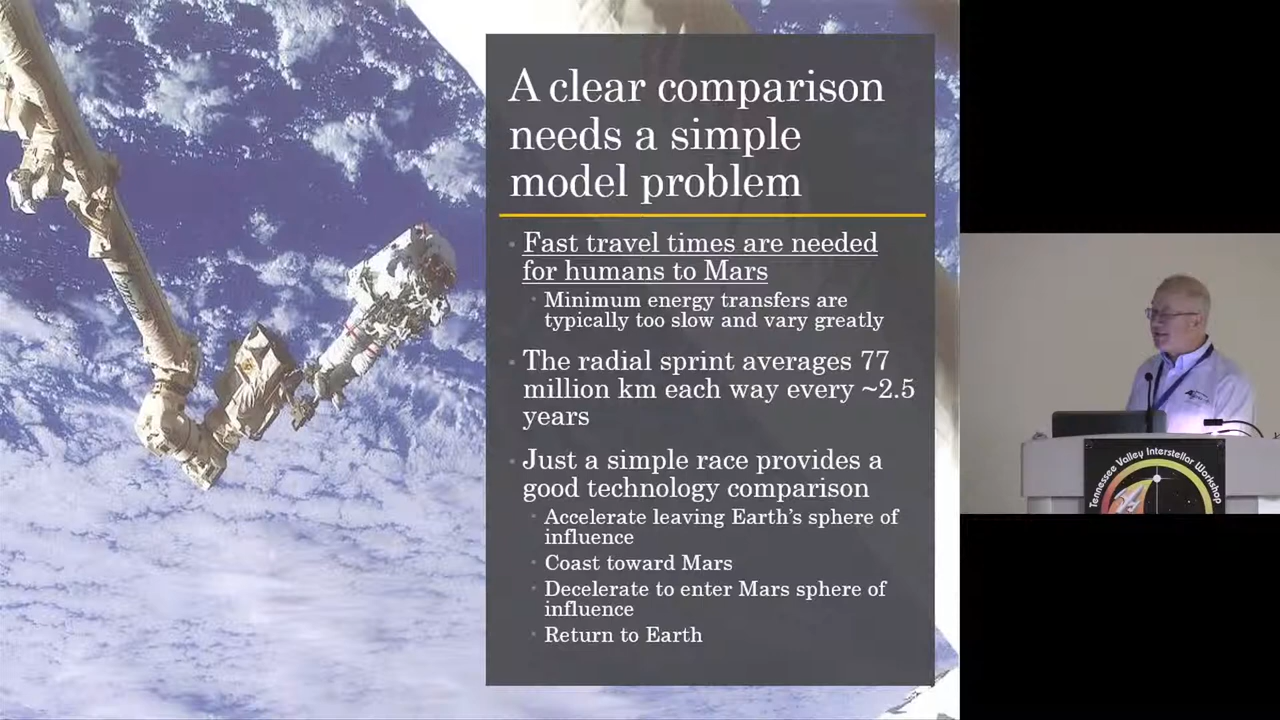 A clear comparison
needs a simple
model problem
Fast travel times are needed
for humans to Mars
Minimum energy transfers are
typically too slow and vary greatly
The radial sprint averages 77
million km each way every ~2.5
years
Just a simple race provides a
good technology comparison
Accelerate leaving Earth's sphere of
influence
Coast toward Mars
Decelerate to enter Mars sphere of
influence
Return to Earth
Tennessee Valley Interstellar Workshop